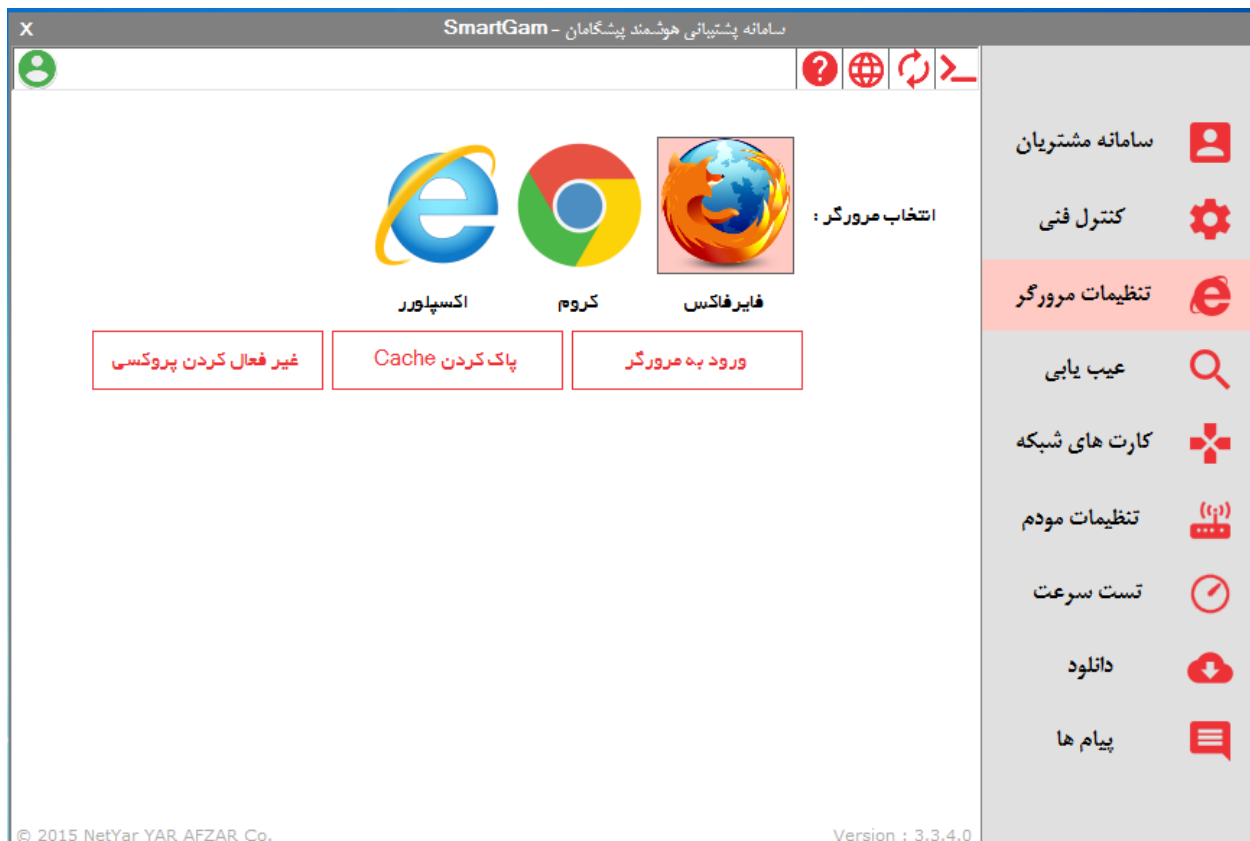 سامانه پشتیبانی هوشمند پیشگامان - SmartGam
X
انتخاب مرورگر :
فایرفاکس
کروم
اکسپلورر
ورود به مرورگر
پاک کردن Cache
غیر فعال کردن پروکسی
سامانه مشتریان
کنترل فنی
تنظیمات مرورگر
عیب یابی
کارت های شبکه
تنظیمات مودم
تست سرعت
دانلود
پیام ها
© 2015 NetYar YAR AFZAR Co.
Version : 3.3.4.0